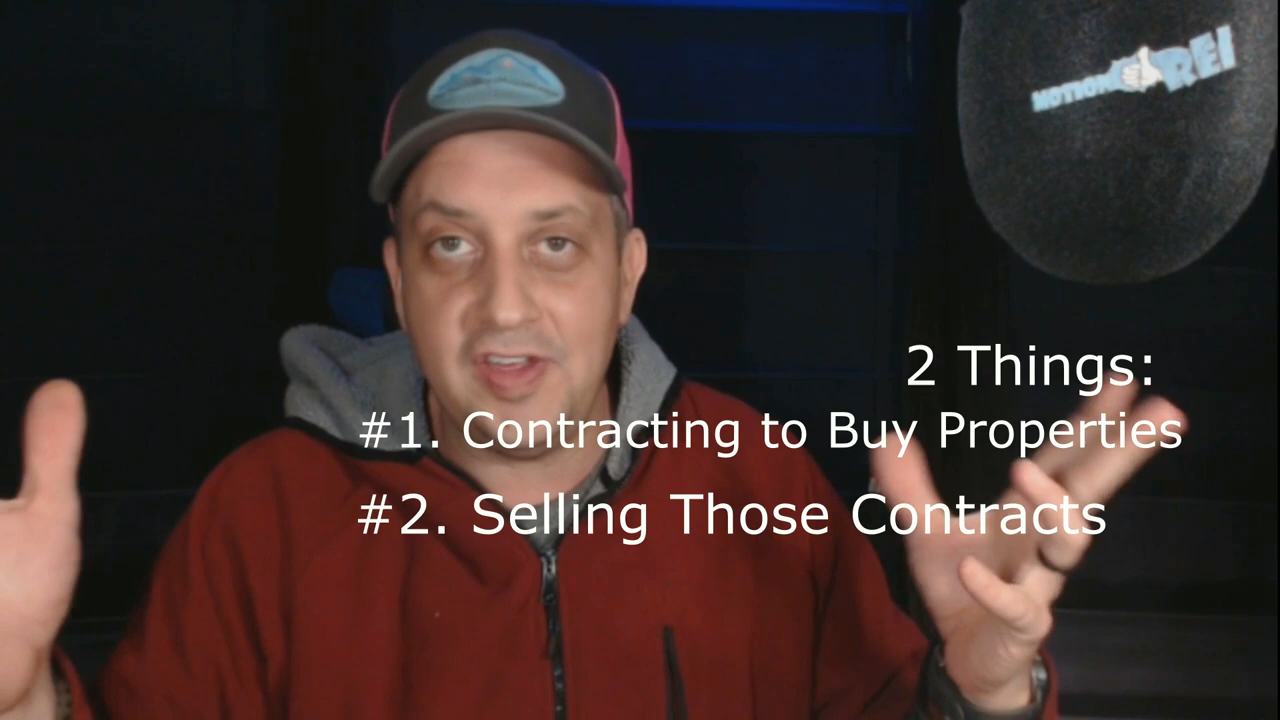 MOTION REI
2 Things:
#1. Contracting to Buy Properties
#2. Selling Those Contracts